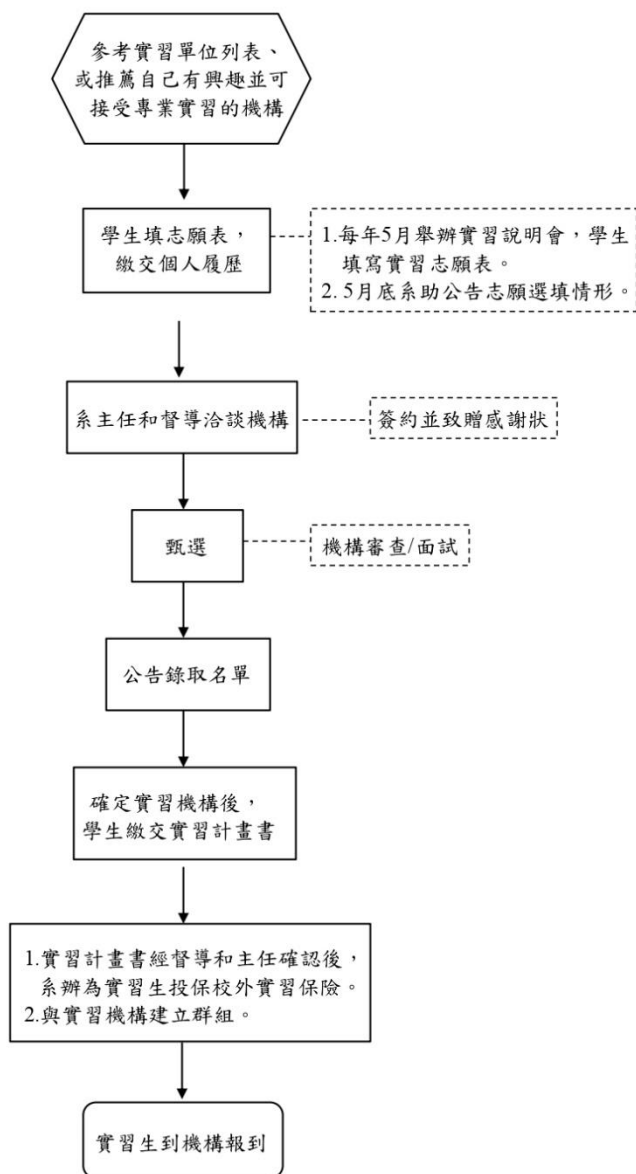 參考實習單位列表、
或推薦自己有興趣並可
接受專業實習的機構
學生填志願表，
繳交個人履歷
1.每年5月舉辦實習說明會，學生
填寫實習志願表。
2. 5月底系助公告志願選填情形。
系主任和督導洽談機構
簽約並致贈感謝狀
甄選
機構審查/面試
公告錄取名單
確定實習機構後，
學生繳交實習計畫書
1.實習計畫書經督導和主任確認後，
系辦為實習生投保校外實習保險。
2.與實習機構建立群組。
實習生到機構報到